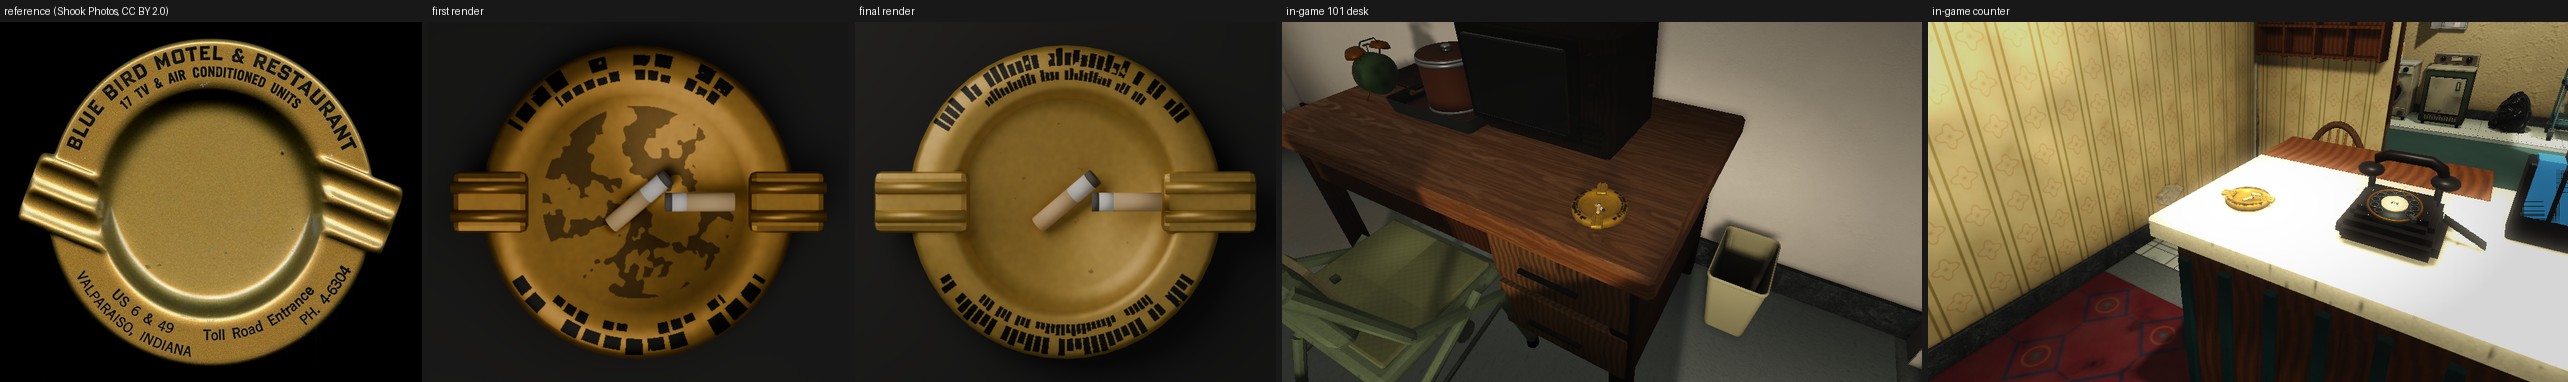 reference (Shook Photos, CC BY 2.0)
first render
final render
in-game 101 desk
in-game counter
BLUE BIRD MOTEL & RESTAURANT
17 TV & AIR CONDITIONED UNITS
US 6 & 49
VALPARAISO, INDIANA
Toll Road Entrance
PH. 4-6304